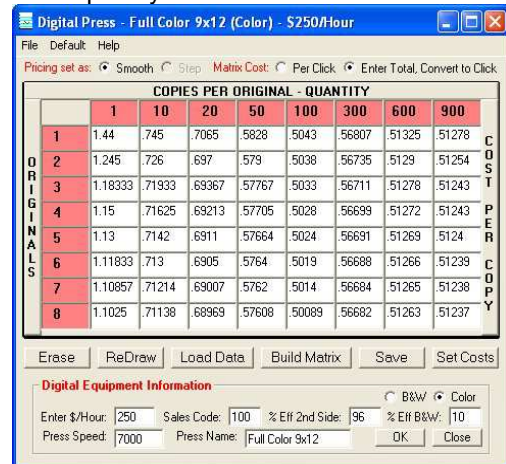 Digital Press - Full Color 9x12 (Color) - $250/Hour
File Default Help
Pricing set as: Smooth Step Matrix Cost: Per Click Enter Total, Convert to Click
COPIES PER ORIGINAL - QUANTITY
1 10 20 50 100 300 600 900
1 1.44 .745 .7065 .5828 .5043 .56807 .51325 .51278
2 1.245 .726 .697 .579 .5038 .56735 .5129 .51254
3 1.18333 .71933 .69367 .57767 .5033 .56711 .51278 .51243
4 1.15 .71625 .69213 .57705 .5028 .56699 .51272 .51243
5 1.13 .7142 .6911 .57664 .5024 .56691 .51269 .5124
6 1.11833 .713 .6905 .5764 .5019 .56688 .51266 .51239
7 1.10857 .71214 .69007 .5762 .5014 .56684 .51265 .51238
8 1.1025 .71138 .68969 .57608 .50089 .56682 .51263 .51237
ORIGINALS
COST PER COPY
Erase ReDraw Load Data Build Matrix Save Set Costs
Digital Equipment Information
B&W Color
Enter $/Hour: 250 Sales Code: 100 % Eff 2nd Side: 96 % Eff B&W: 10
Press Speed: 7000 Press Name: Full Color 9x12 OK Close